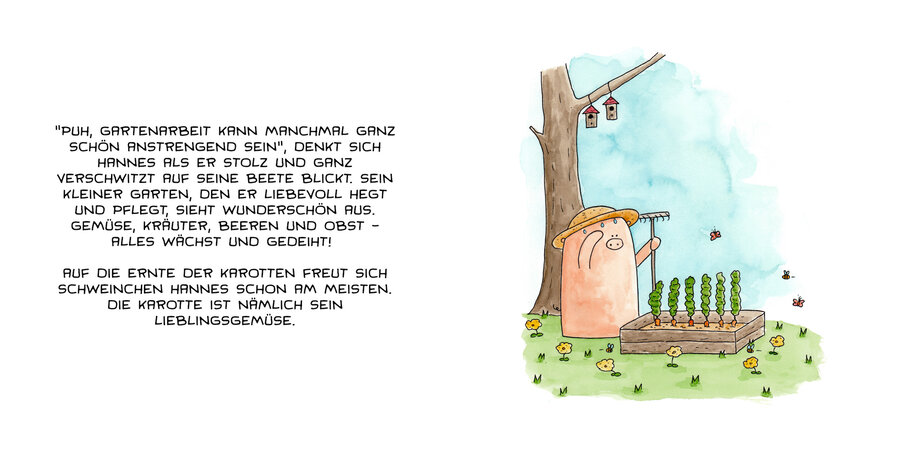 "PUH, GARTENARBEIT KANN MANCHMAL GANZ
SCHÖN ANSTRENGEND SEIN", DENKT SICH
HANNES ALS ER STOLZ UND GANZ
VERSCHWITZT AUF SEINE BEETE BLICKT. SEIN
KLEINER GARTEN, DEN ER LIEBEVOLL HEGT
UND PFLEGT, SIEHT WUNDERSCHÖN AUS.
GEMÜSE, KRÄUTER, BEEREN UND OBST -
ALLES WÄCHST UND GEDEIHT!
AUF DIE ERNTE DER KAROTTEN FREUT SICH
SCHWEINCHEN HANNES SCHON AM MEISTEN.
DIE KAROTTE IST NÄMLICH SEIN
LIEBLINGSGEMÜSE.